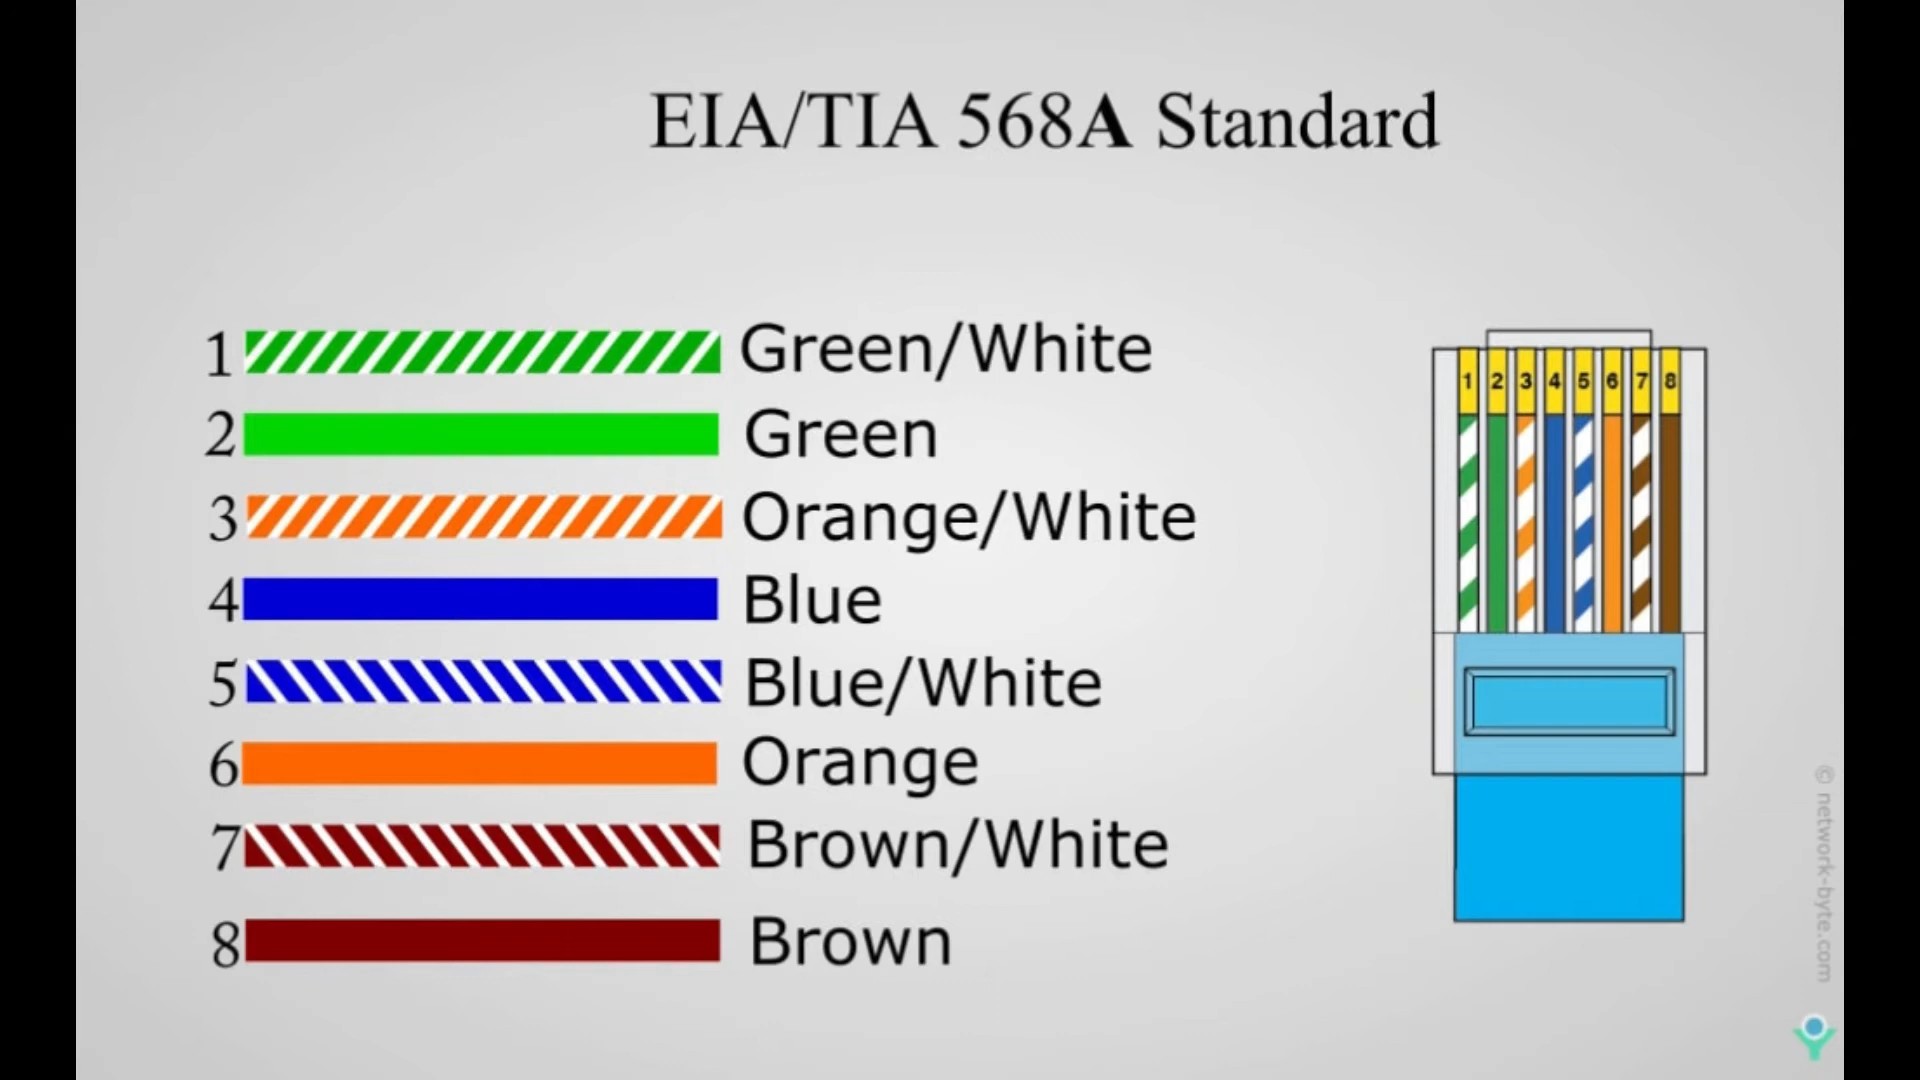 EIA/TIA 568A Standard
1 Green/White
2 Green
3 Orange/White
4 Blue
5 Blue/White
6 Orange
7 Brown/White
8 Brown
1 2 3 4 5 6 7 8
© network-byte.com